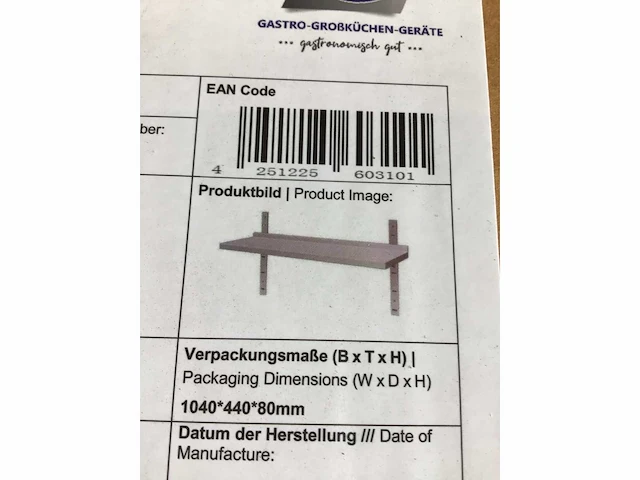 GASTRO-GROßKÜCHEN-GERÄTE
••• gastronomisch gut •••
EAN Code
ber:
4 251225 603101
Produktbild | Product Image:
Verpackungsmaße (B x T x H) |
Packaging Dimensions (W x D x H)
1040*440*80mm
Datum der Herstellung /// Date of
Manufacture: